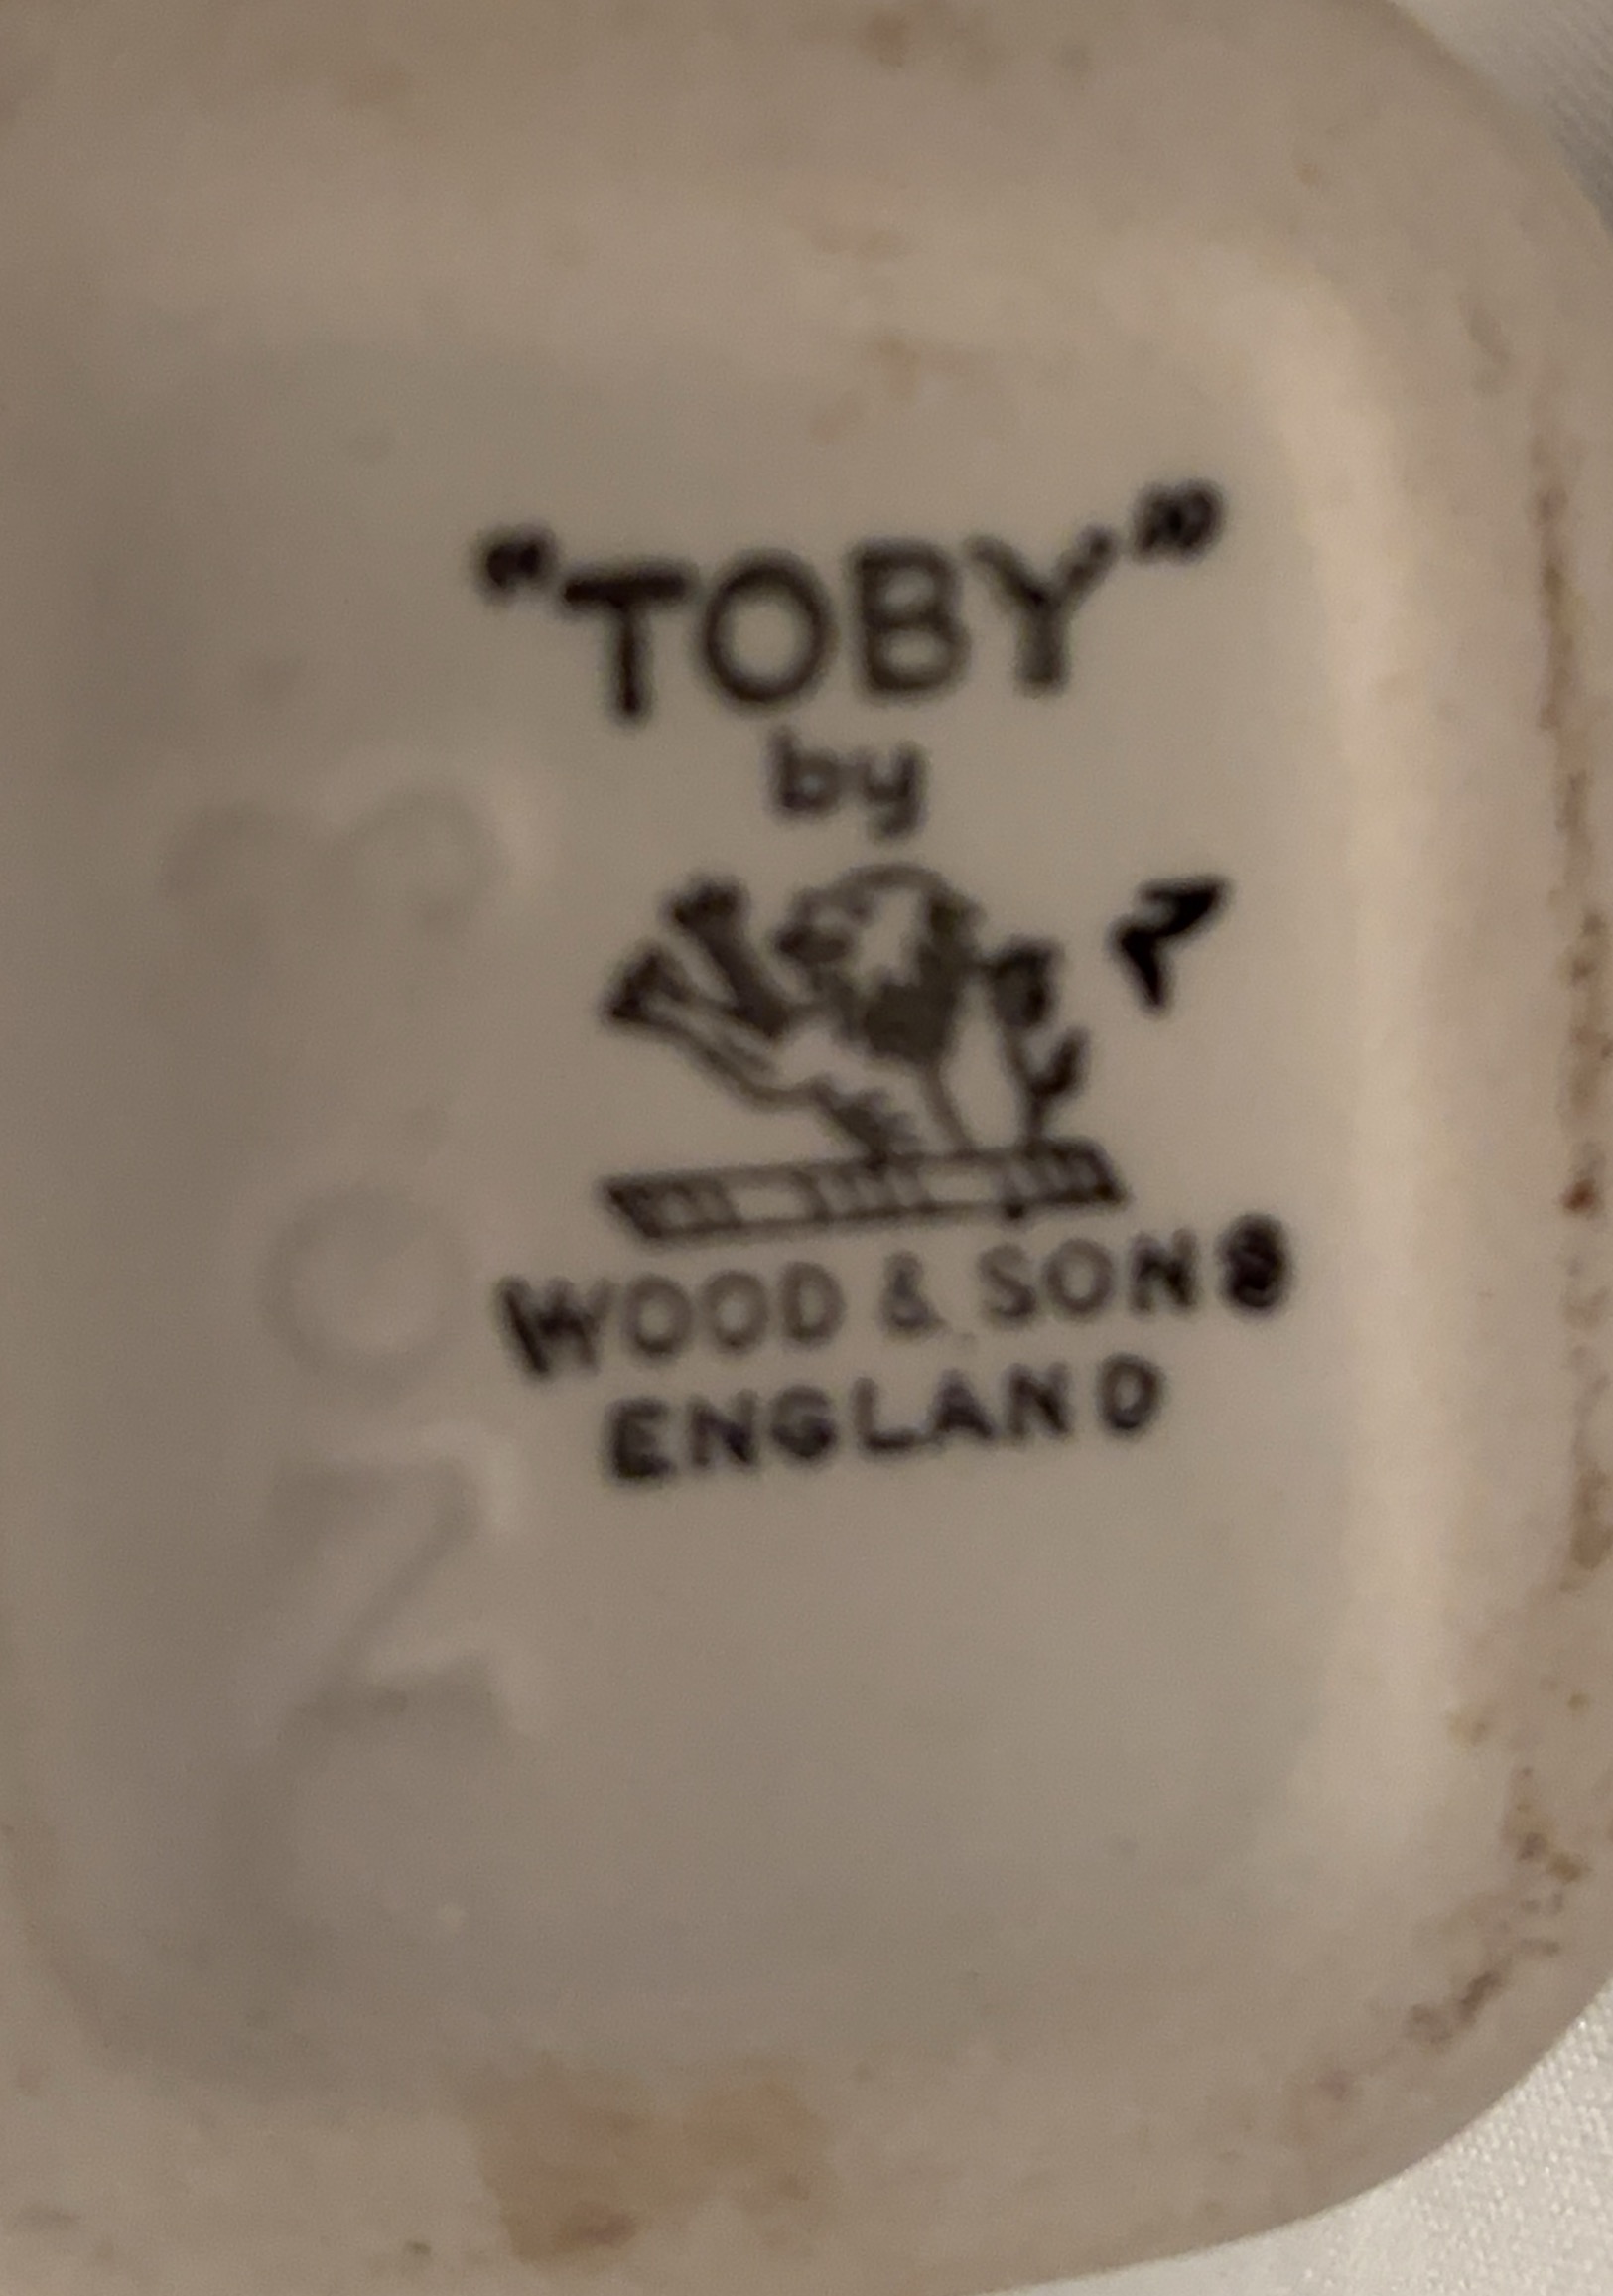 "TOBY"
by
WOOD & SONS
ENGLAND